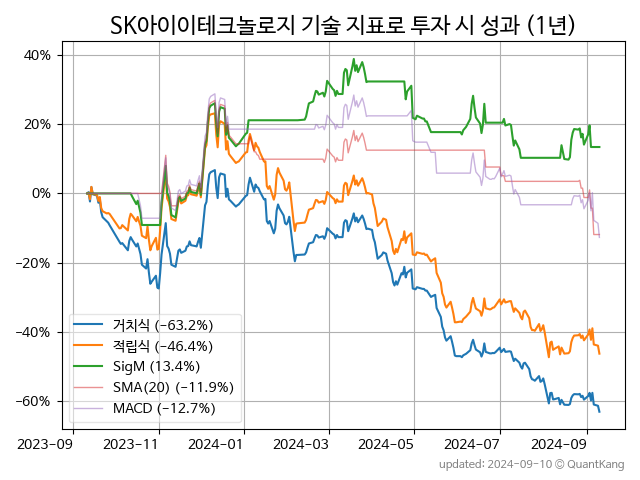 SK아이이테크놀로지 기술 지표로 투자 시 성과 (1년)
40%
20%
0%
−20%
−40%
−60%
거치식 (−63.2%)
적립식 (−46.4%)
SigM (13.4%)
SMA(20) (−11.9%)
MACD (−12.7%)
2023-09 2023-11 2024-01 2024-03 2024-05 2024-07 2024-09
updated: 2024-09-10 @ QuantKang